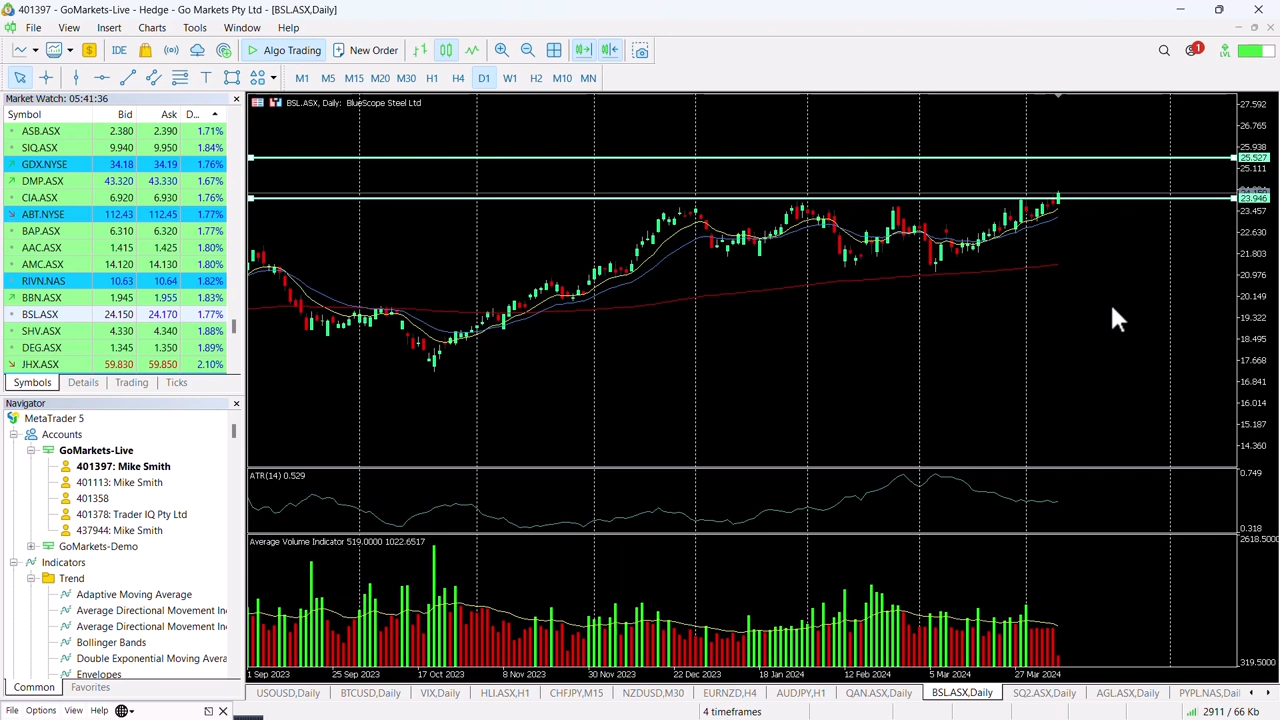 401397 - GoMarkets-Live - Hedge - Go Markets Pty Ltd - [BSL.ASX,Daily]
File View Insert Charts Tools Window Help
IDE Algo Trading New Order 1 LVL
M1 M5 M15 M20 M30 H1 H4 D1 W1 H2 M10 MN
Market Watch: 05:41:36
Symbol Bid Ask D...
ASB.ASX 2.380 2.390 1.71%
SIQ.ASX 9.940 9.950 1.84%
GDX.NYSE 34.18 34.19 1.76%
DMP.ASX 43.320 43.330 1.67%
CIA.ASX 6.920 6.930 1.76%
ABT.NYSE 112.43 112.45 1.77%
BAP.ASX 6.310 6.320 1.77%
AAC.ASX 1.415 1.425 1.80%
AMC.ASX 14.120 14.130 1.80%
RIVN.NAS 10.63 10.64 1.82%
BBN.ASX 1.945 1.955 1.83%
BSL.ASX 24.150 24.170 1.77%
SHV.ASX 4.330 4.340 1.88%
DEG.ASX 1.345 1.350 1.89%
JHX.ASX 59.830 59.850 2.10%
Symbols Details Trading Ticks
Navigator
MetaTrader 5
Accounts
GoMarkets-Live
401397: Mike Smith
401113: Mike Smith
401358
401378: Trader IQ Pty Ltd
437944: Mike Smith
GoMarkets-Demo
Indicators
Trend
Adaptive Moving Average
Average Directional Movement In
Average Directional Movement In
Bollinger Bands
Double Exponential Moving Avera
Envelopes
Common Favorites
File Options View Help
BSL.ASX, Daily: BlueScope Steel Ltd
27.592
26.765
25.938
25.527
25.111
23.946
23.457
22.630
21.803
20.976
20.149
19.322
18.495
17.668
16.841
16.014
15.187
14.360
ATR(14) 0.529
0.749
0.318
Average Volume Indicator 519.0000 1022.6517
2618.5000
319.5000
1 Sep 2023 25 Sep 2023 17 Oct 2023 8 Nov 2023 30 Nov 2023 22 Dec 2023 18 Jan 2024 12 Feb 2024 5 Mar 2024 27 Mar 2024
USOUSD,Daily BTCUSD,Daily VIX,Daily HLI.ASX,H1 CHFJPY,M15 NZDUSD,M30 EURNZD,H4 AUDJPY,H1 QAN.ASX,Daily BSL.ASX,Daily SQ2.ASX,Daily AGL.ASX,Daily PYPL.NAS,Dai
4 timeframes 2911 / 66 Kb